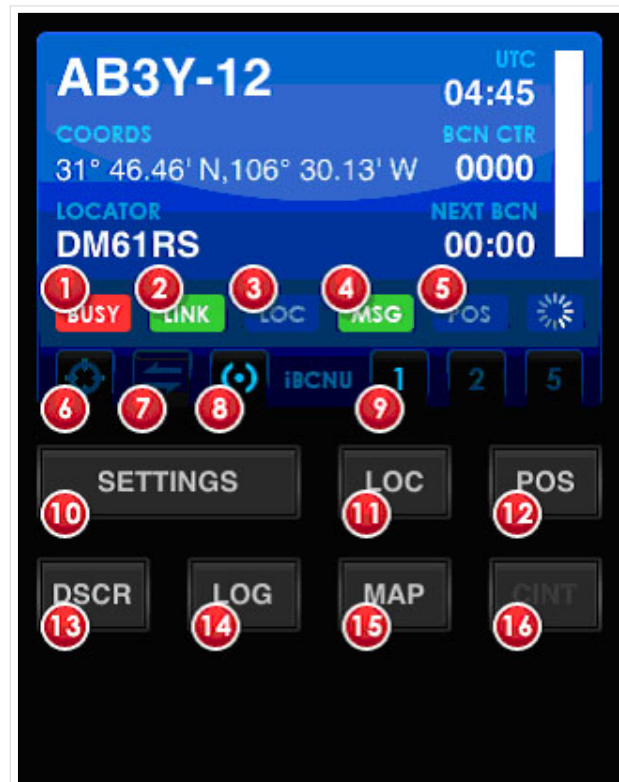 AB3Y-12
UTC
04:45
COORDS
BCN CTR
31° 46.46' N,106° 30.13' W
0000
LOCATOR
NEXT BCN
DM61RS
00:00
1 2 3 4 5
BUSY LINK LOC MSG POS
iBCNU 1 2 5
6 7 8 9
SETTINGS LOC POS
10 11 12
DSCR LOG MAP CINT
13 14 15 16